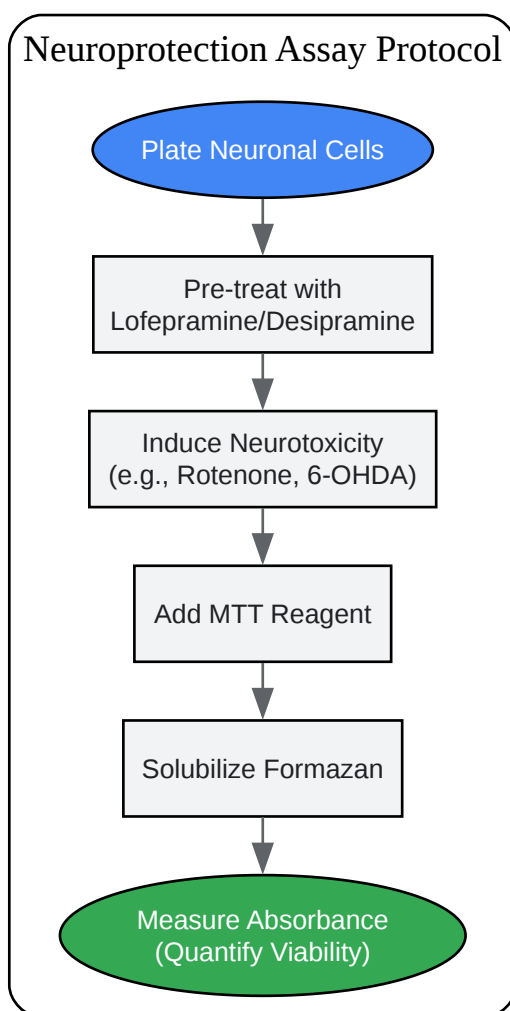 Neuroprotection Assay Protocol
Plate Neuronal Cells
Pre-treat with
Lofepramine/Desipramine
Induce Neurotoxicity
(e.g., Rotenone, 6-OHDA)
Add MTT Reagent
Solubilize Formazan
Measure Absorbance
(Quantify Viability)